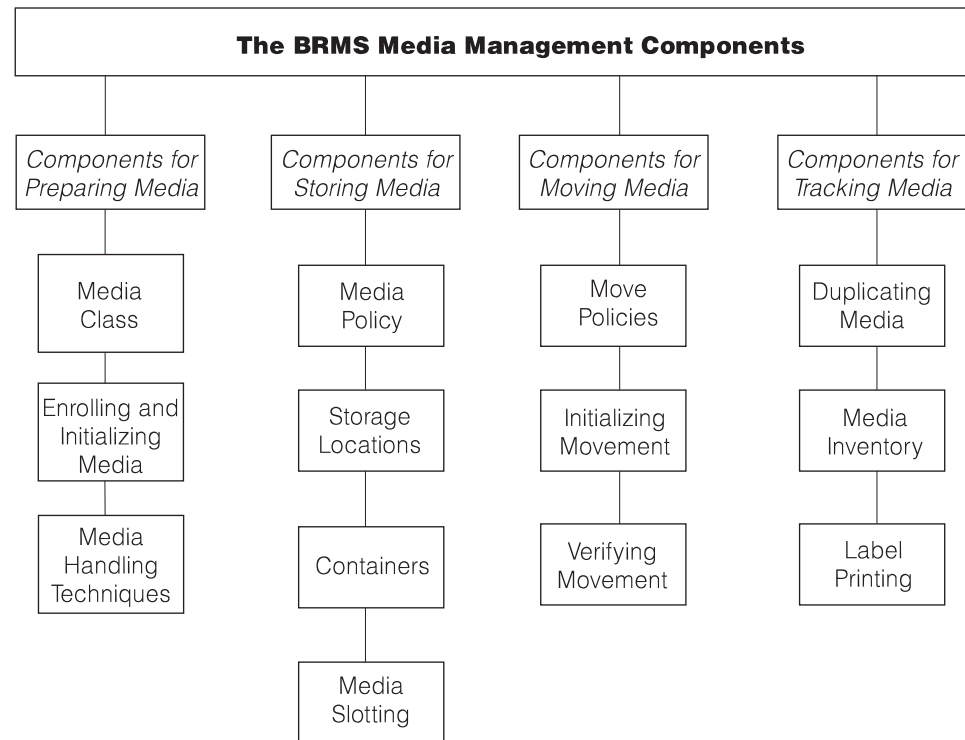 The BRMS Media Management Components
Components for
Preparing Media
Components for
Storing Media
Components for
Moving Media
Components for
Tracking Media
Media
Class
Enrolling and
Initializing
Media
Media
Handling
Techniques
Media
Policy
Storage
Locations
Containers
Media
Slotting
Move
Policies
Initializing
Movement
Verifying
Movement
Duplicating
Media
Media
Inventory
Label
Printing